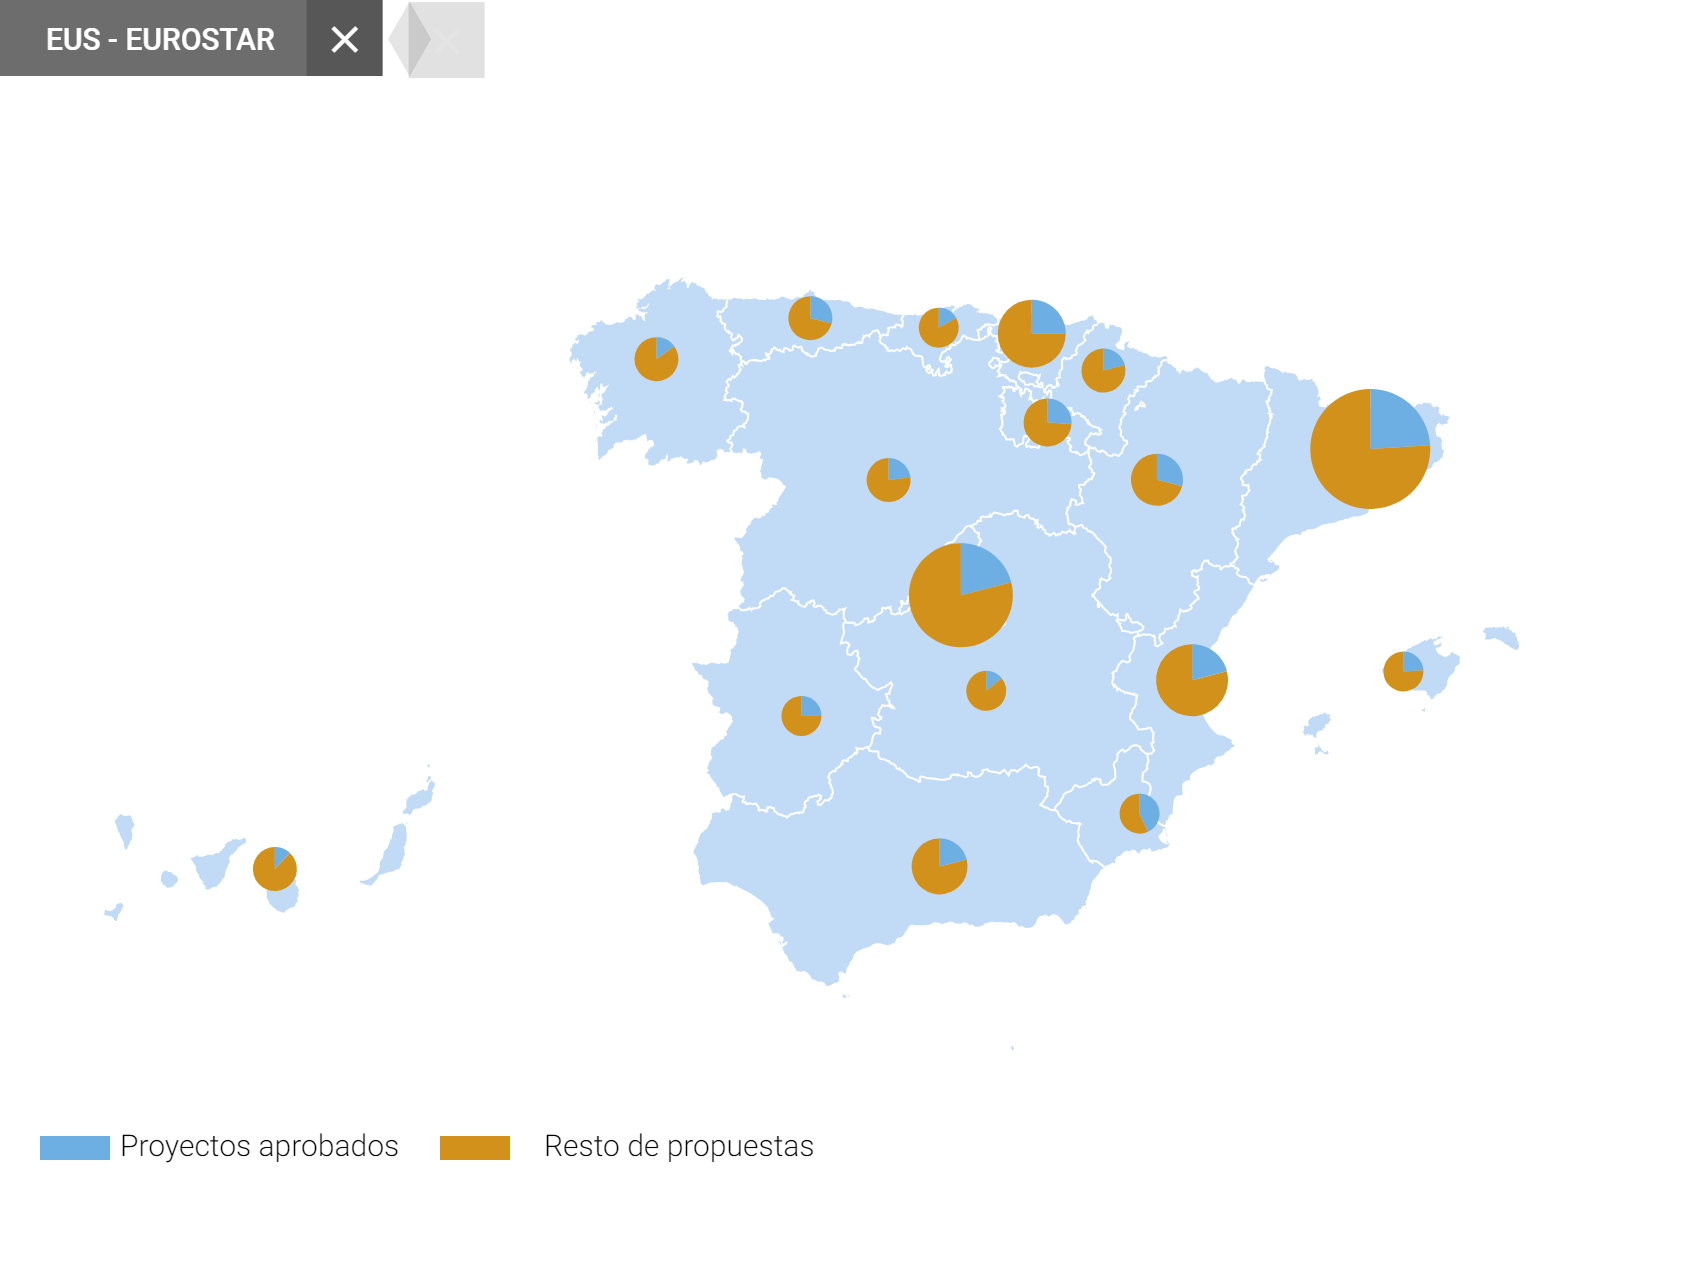 EUS - EUROSTAR
Proyectos aprobados
Resto de propuestas